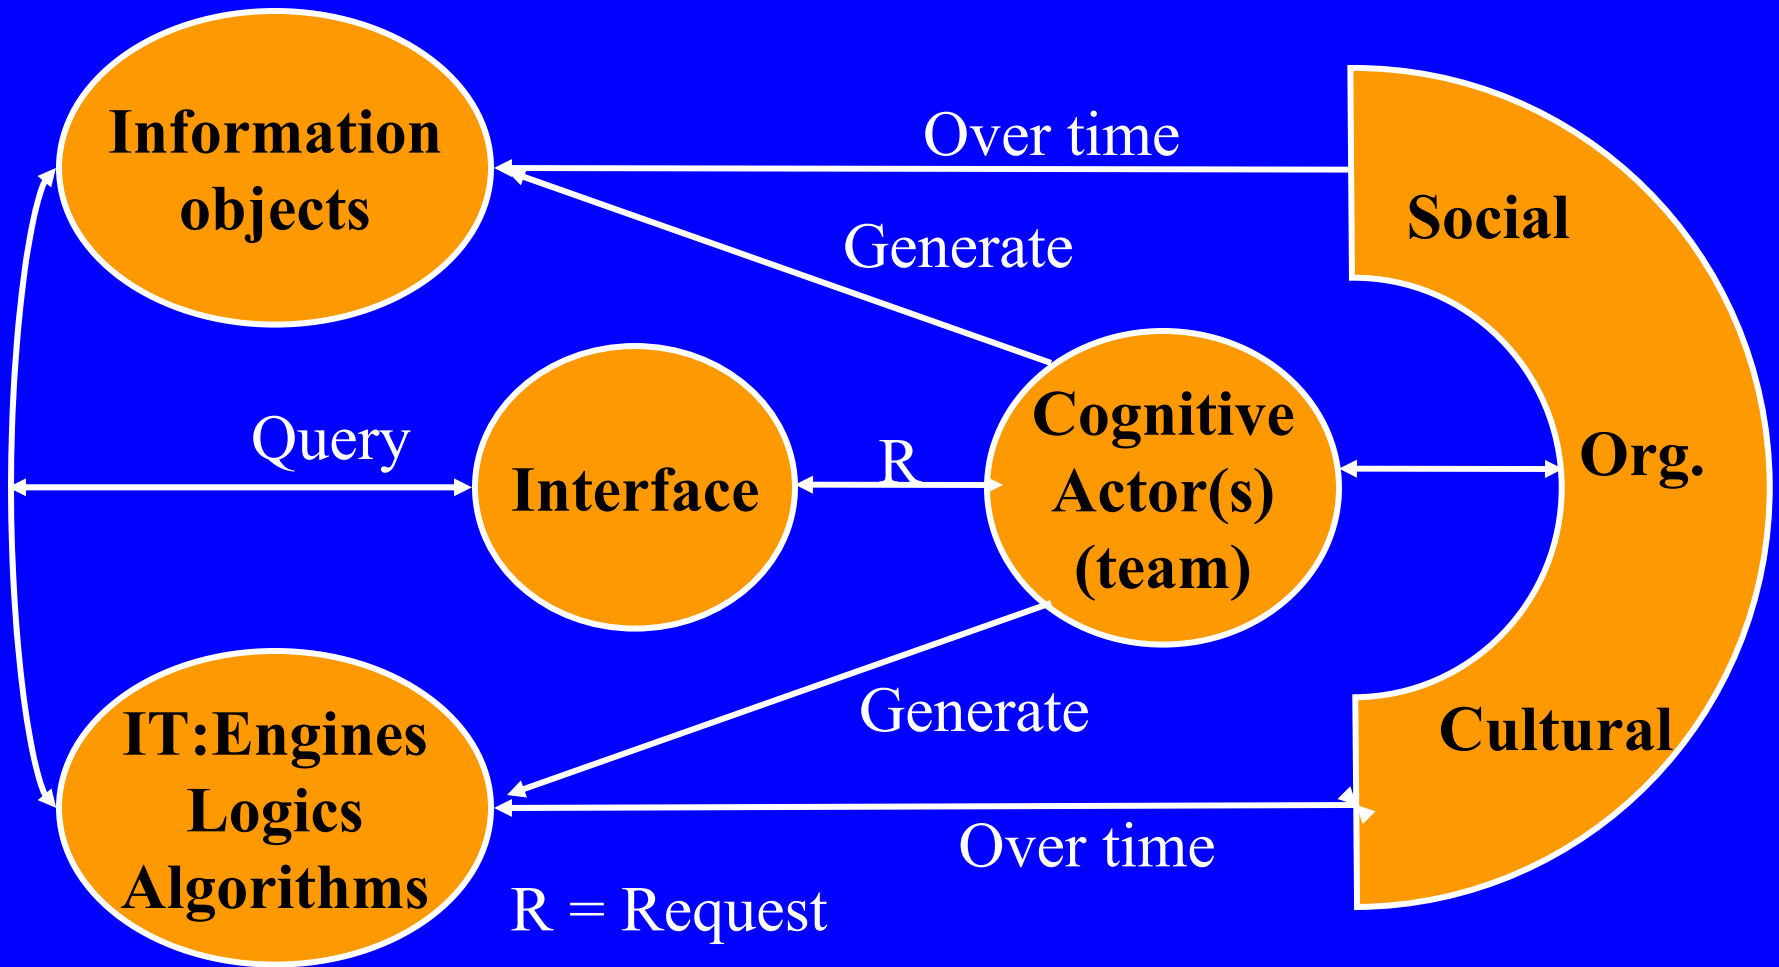 Information
objects
Over time
Social
Generate
Query
Interface
R
Cognitive
Actor(s)
(team)
Org.
Generate
Cultural
IT:Engines
Logics
Algorithms
Over time
R = Request